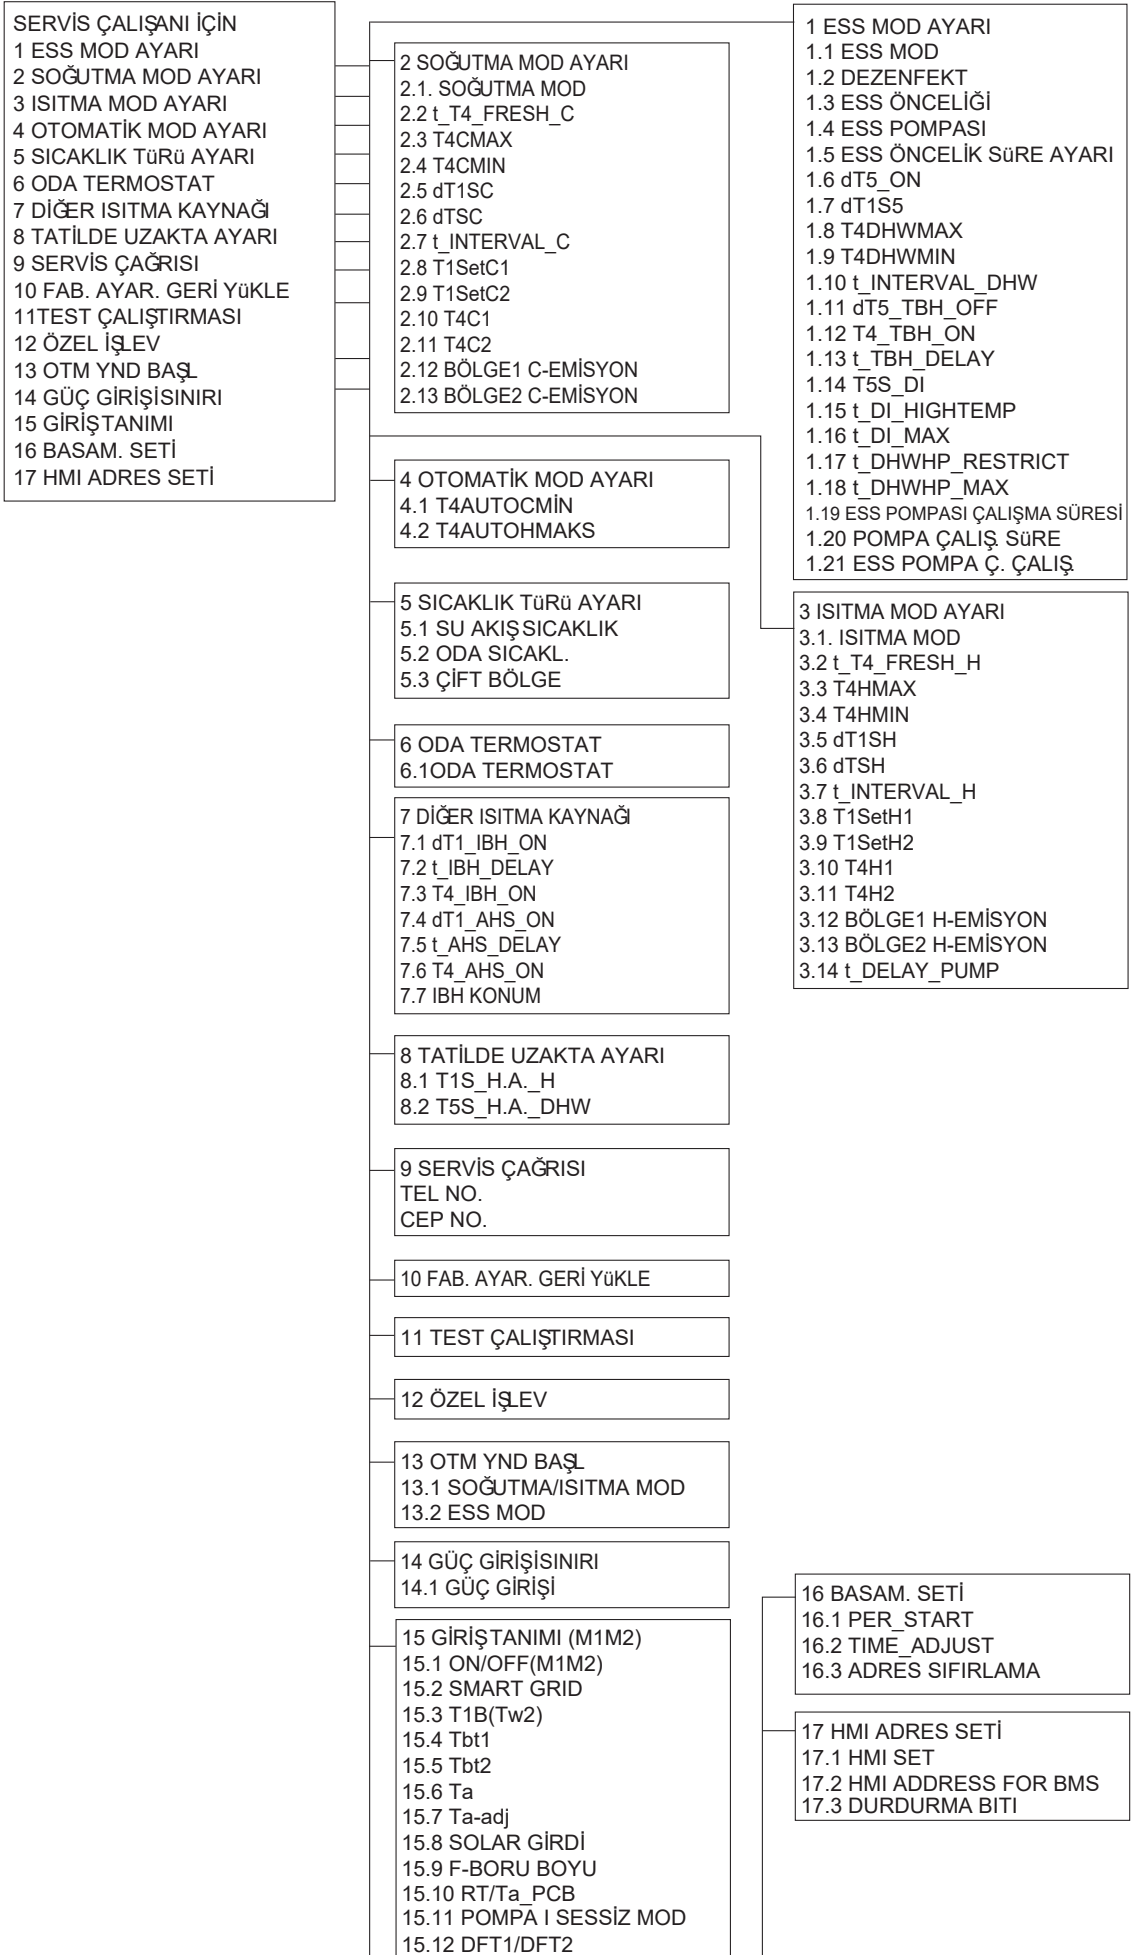 SERVİS ÇALIŞANI İÇİN
1 ESS MOD AYARI
2 SOĞUTMA MOD AYARI
3 ISITMA MOD AYARI
4 OTOMATİK MOD AYARI
5 SICAKLIK TüRü AYARI
6 ODA TERMOSTAT
7 DİĞER ISITMA KAYNAĞI
8 TATİLDE UZAKTA AYARI
9 SERVİS ÇAĞRISI
10 FAB. AYAR. GERİ YüKLE
11TEST ÇALIŞTIRMASI
12 ÖZEL İŞLEV
13 OTM YND BAŞL
14 GÜÇ GİRİŞİSINIRI
15 GİRİŞTANIMI
16 BASAM. SETİ
17 HMI ADRES SETİ
1 ESS MOD AYARI
1.1 ESS MOD
1.2 DEZENFEKT
1.3 ESS ÖNCELİĞİ
1.4 ESS POMPASI
1.5 ESS ÖNCELİK SüRE AYARI
1.6 dT5_ON
1.7 dT1S5
1.8 T4DHWMAX
1.9 T4DHWMIN
1.10 t_INTERVAL_DHW
1.11 dT5_TBH_OFF
1.12 T4_TBH_ON
1.13 t_TBH_DELAY
1.14 T5S_DI
1.15 t_DI_HIGHTEMP
1.16 t_DI_MAX
1.17 t_DHWHP_RESTRICT
1.18 t_DHWHP_MAX
1.19 ESS POMPASI ÇALIŞMA SÜRESİ
1.20 POMPA ÇALIŞ. SüRE
1.21 ESS POMPA Ç. ÇALIŞ.
2 SOĞUTMA MOD AYARI
2.1. SOĞUTMA MOD
2.2 t_T4_FRESH_C
2.3 T4CMAX
2.4 T4CMIN
2.5 dT1SC
2.6 dTSC
2.7 t_INTERVAL_C
2.8 T1SetC1
2.9 T1SetC2
2.10 T4C1
2.11 T4C2
2.12 BÖLGE1 C-EMİSYON
2.13 BÖLGE2 C-EMİSYON
3 ISITMA MOD AYARI
3.1. ISITMA MOD
3.2 t_T4_FRESH_H
3.3 T4HMAX
3.4 T4HMIN
3.5 dT1SH
3.6 dTSH
3.7 t_INTERVAL_H
3.8 T1SetH1
3.9 T1SetH2
3.10 T4H1
3.11 T4H2
3.12 BÖLGE1 H-EMİSYON
3.13 BÖLGE2 H-EMİSYON
3.14 t_DELAY_PUMP
4 OTOMATİK MOD AYARI
4.1 T4AUTOCMİN
4.2 T4AUTOHMAKS
5 SICAKLIK TüRü AYARI
5.1 SU AKIŞSICAKLIK
5.2 ODA SICAKL.
5.3 ÇİFT BÖLGE
6 ODA TERMOSTAT
6.1ODA TERMOSTAT
7 DİĞER ISITMA KAYNAĞI
7.1 dT1_IBH_ON
7.2 t_IBH_DELAY
7.3 T4_IBH_ON
7.4 dT1_AHS_ON
7.5 t_AHS_DELAY
7.6 T4_AHS_ON
7.7 IBH KONUM
8 TATİLDE UZAKTA AYARI
8.1 T1S_H.A._H
8.2 T5S_H.A._DHW
9 SERVİS ÇAĞRISI
TEL NO.
CEP NO.
10 FAB. AYAR. GERİ YüKLE
11 TEST ÇALIŞTIRMASI
12 ÖZEL İŞLEV
13 OTM YND BAŞL
13.1 SOĞUTMA/ISITMA MOD
13.2 ESS MOD
14 GÜÇ GİRİŞİSINIRI
14.1 GÜÇ GİRİŞİ
15 GİRİŞTANIMI (M1M2)
15.1 ON/OFF(M1M2)
15.2 SMART GRID
15.3 T1B(Tw2)
15.4 Tbt1
15.5 Tbt2
15.6 Ta
15.7 Ta-adj
15.8 SOLAR GİRDİ
15.9 F-BORU BOYU
15.10 RT/Ta_PCB
15.11 POMPA I SESSİZ MOD
15.12 DFT1/DFT2
16 BASAM. SETİ
16.1 PER_START
16.2 TIME_ADJUST
16.3 ADRES SIFIRLAMA
17 HMI ADRES SETİ
17.1 HMI SET
17.2 HMI ADDRESS FOR BMS
17.3 DURDURMA BITI